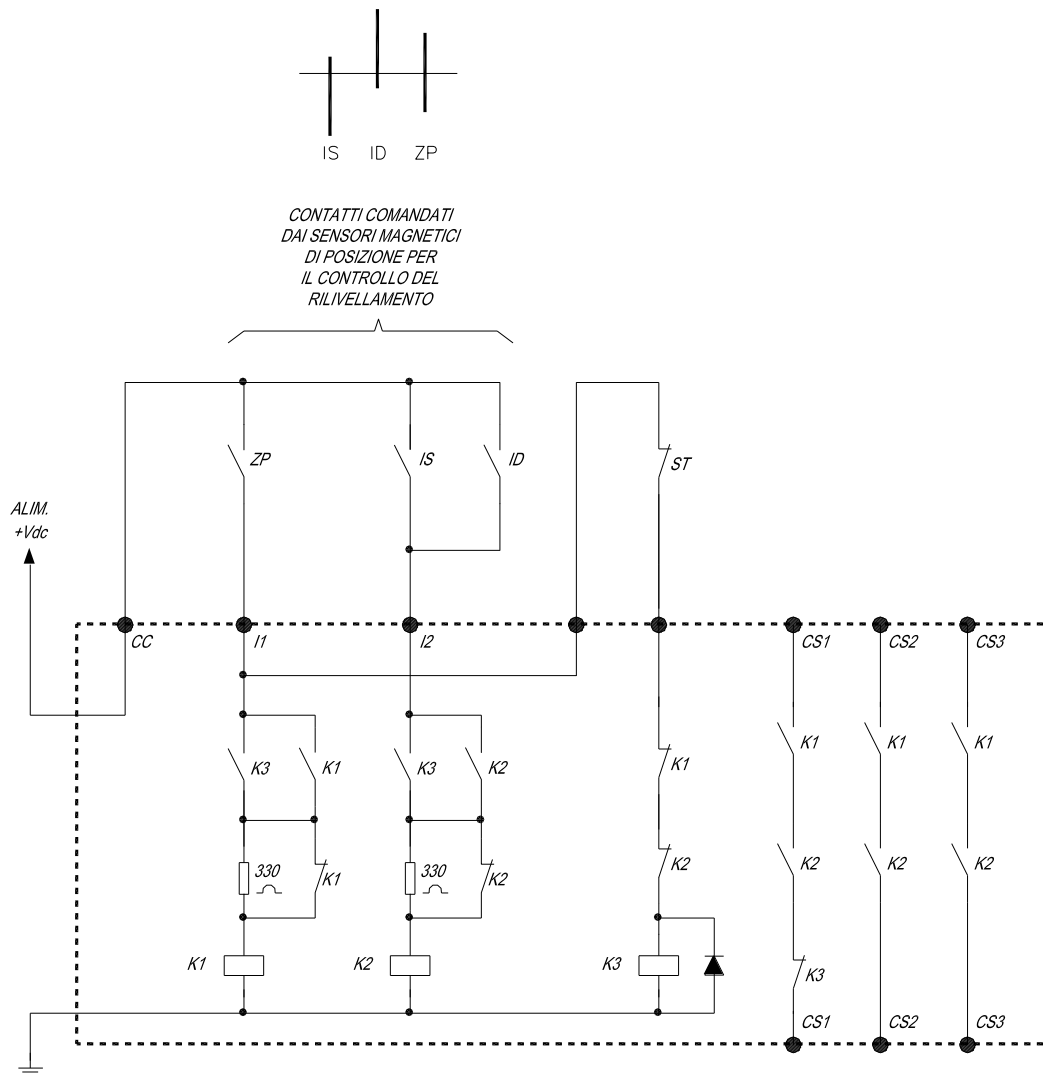 IS ID ZP
CONTATTI COMANDATI
DAI SENSORI MAGNETICI
DI POSIZIONE PER
IL CONTROLLO DEL
RILIVELLAMENTO
ZP IS ID ST
ALIM.
+Vdc
CC I1 I2 CS1 CS2 CS3
K3 K1 K3 K2 K1 K1 K1 K1
330 K1 330 K2 K2 K2 K2 K2
K1 K2 K3 K3
CS1 CS2 CS3